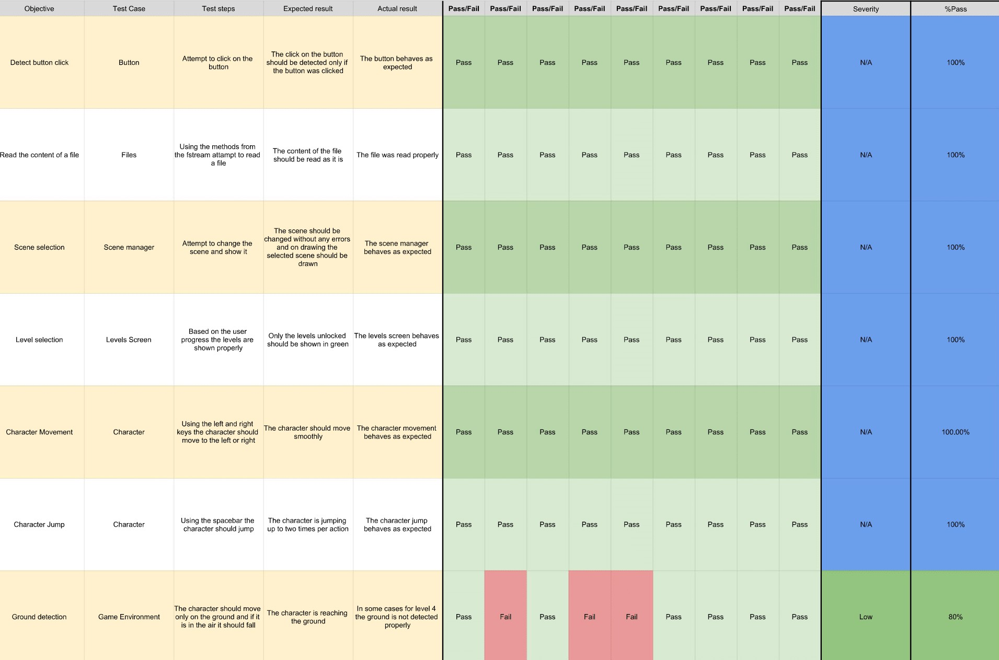 Objective Test Case Test steps Expected result Actual result Pass/Fail Pass/Fail Pass/Fail Pass/Fail Pass/Fail Pass/Fail Pass/Fail Pass/Fail Pass/Fail Severity %Pass
Detect button click
Button
Attempt to click on the
button
The click on the button
should be detected only if
the button was clicked
The button behaves as
expected
Pass Pass Pass Pass Pass Pass Pass Pass Pass
N/A
100%
Read the content of a file
Files
Using the methods from
the fstream attampt to read
a file
The content of the file
should be read as it is
The file was read properly
Pass Pass Pass Pass Pass Pass Pass Pass Pass
N/A
100%
Scene selection
Scene manager
Attempt to change the
scene and show it
The scene should be
changed without any errors
and on drawing the
selected scene should be
drawn
The scene manager
behaves as expected
Pass Pass Pass Pass Pass Pass Pass Pass Pass
N/A
100%
Level selection
Levels Screen
Based on the user
progress the levels are
shown properly
Only the levels unlocked
should be shown in green
The levels screen behaves
as expected
Pass Pass Pass Pass Pass Pass Pass Pass Pass
N/A
100%
Character Movement
Character
Using the left and right
keys the character should
move to the left or right
The character should move
smoothly
The character movement
behaves as expected
Pass Pass Pass Pass Pass Pass Pass Pass Pass
N/A
100.00%
Character Jump
Character
Using the spacebar the
character should jump
The character is jumping
up to two times per action
The character jump
behaves as expected
Pass Pass Pass Pass Pass Pass Pass Pass Pass
N/A
100%
Ground detection
Game Environment
The character should move
only on the ground and if it
is in the air it should fall
The character is reaching
the ground
In some cases for level 4
the ground is not detected
properly
Pass Fail Pass Fail Fail Pass Pass Pass Pass
Low
80%